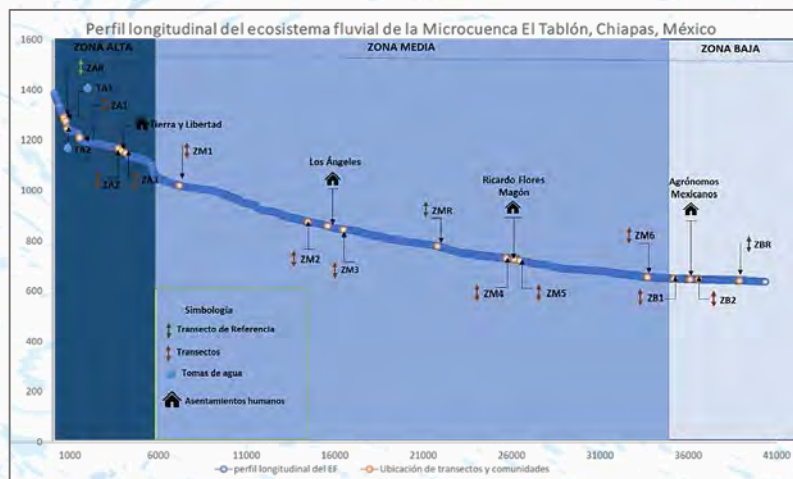 Perfil longitudinal del ecosistema fluvial de la Microcuenca El Tablón, Chiapas, México
ZONA ALTA
ZONA MEDIA
ZONA BAJA
1600
1400
1200
1000
800
600
400
200
0
ZAR
TA1
ZA1
Tierra y Libertad
TA2
ZA2
ZA3
ZM1
Los Ángeles
ZM2
ZM3
ZMR
Ricardo Flores
Magón
ZM4
ZM5
ZM6
Agrónomos
Mexicanos
ZB1
ZB2
ZBR
Simbología
Transecto de Referencia
Transectos
Tomas de agua
Asentamientos humanos
1000 6000 11000 16000 21000 26000 31000 36000 41000
perfil longitudinal del EF
Ubicación de transectos y comunidades